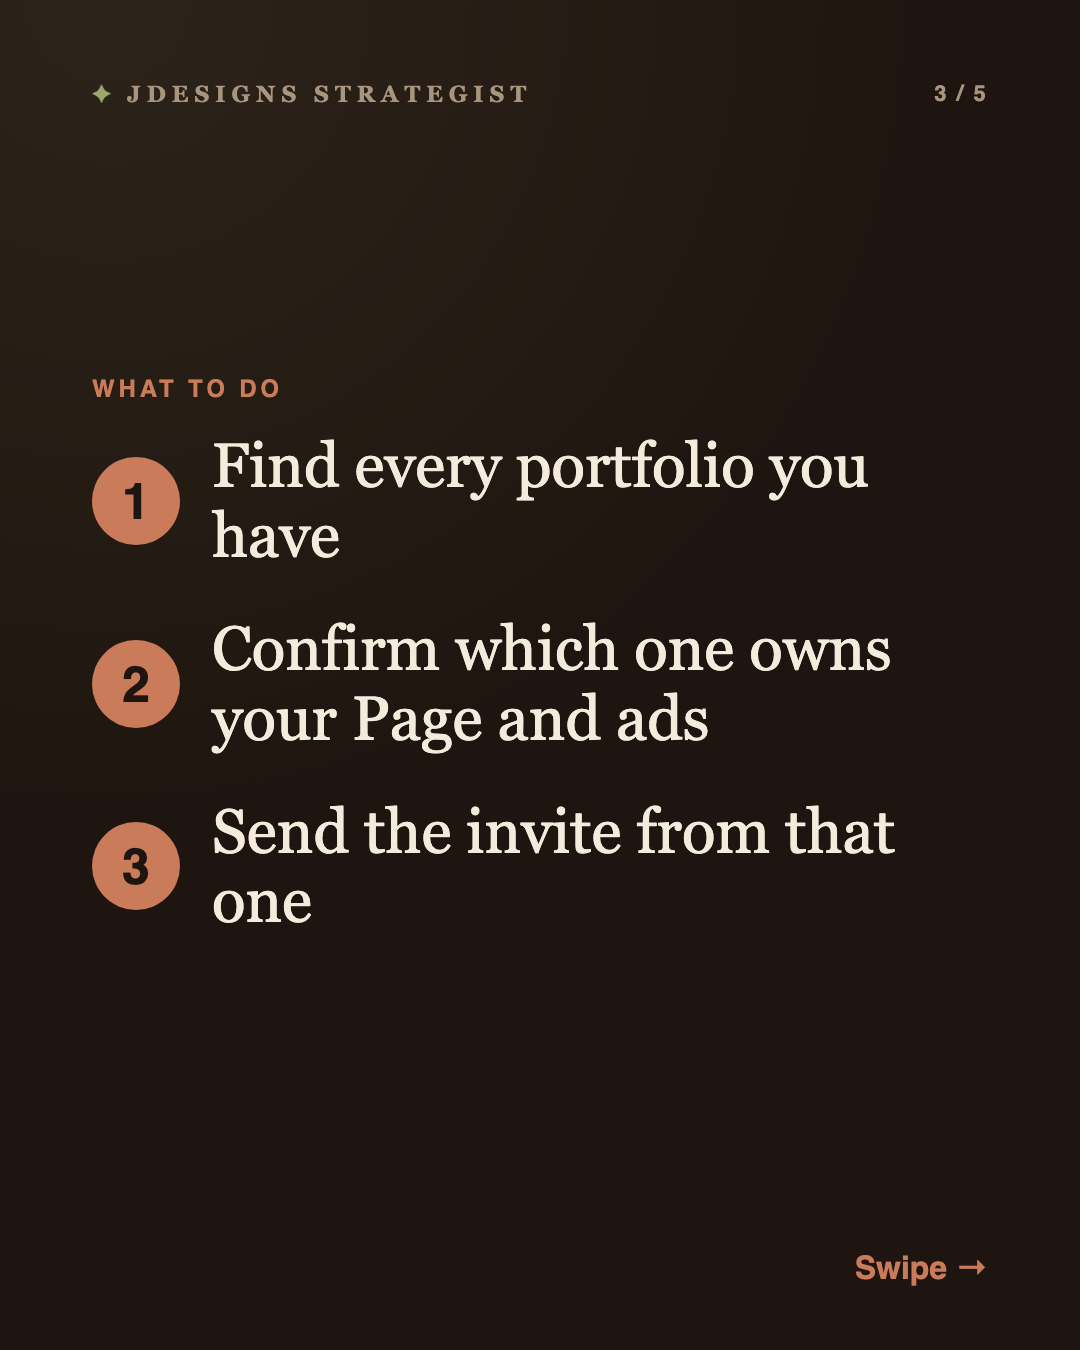 ✦ JDESIGNS STRATEGIST
3 / 5
WHAT TO DO
1 Find every portfolio you
have
2 Confirm which one owns
your Page and ads
3 Send the invite from that
one
Swipe →